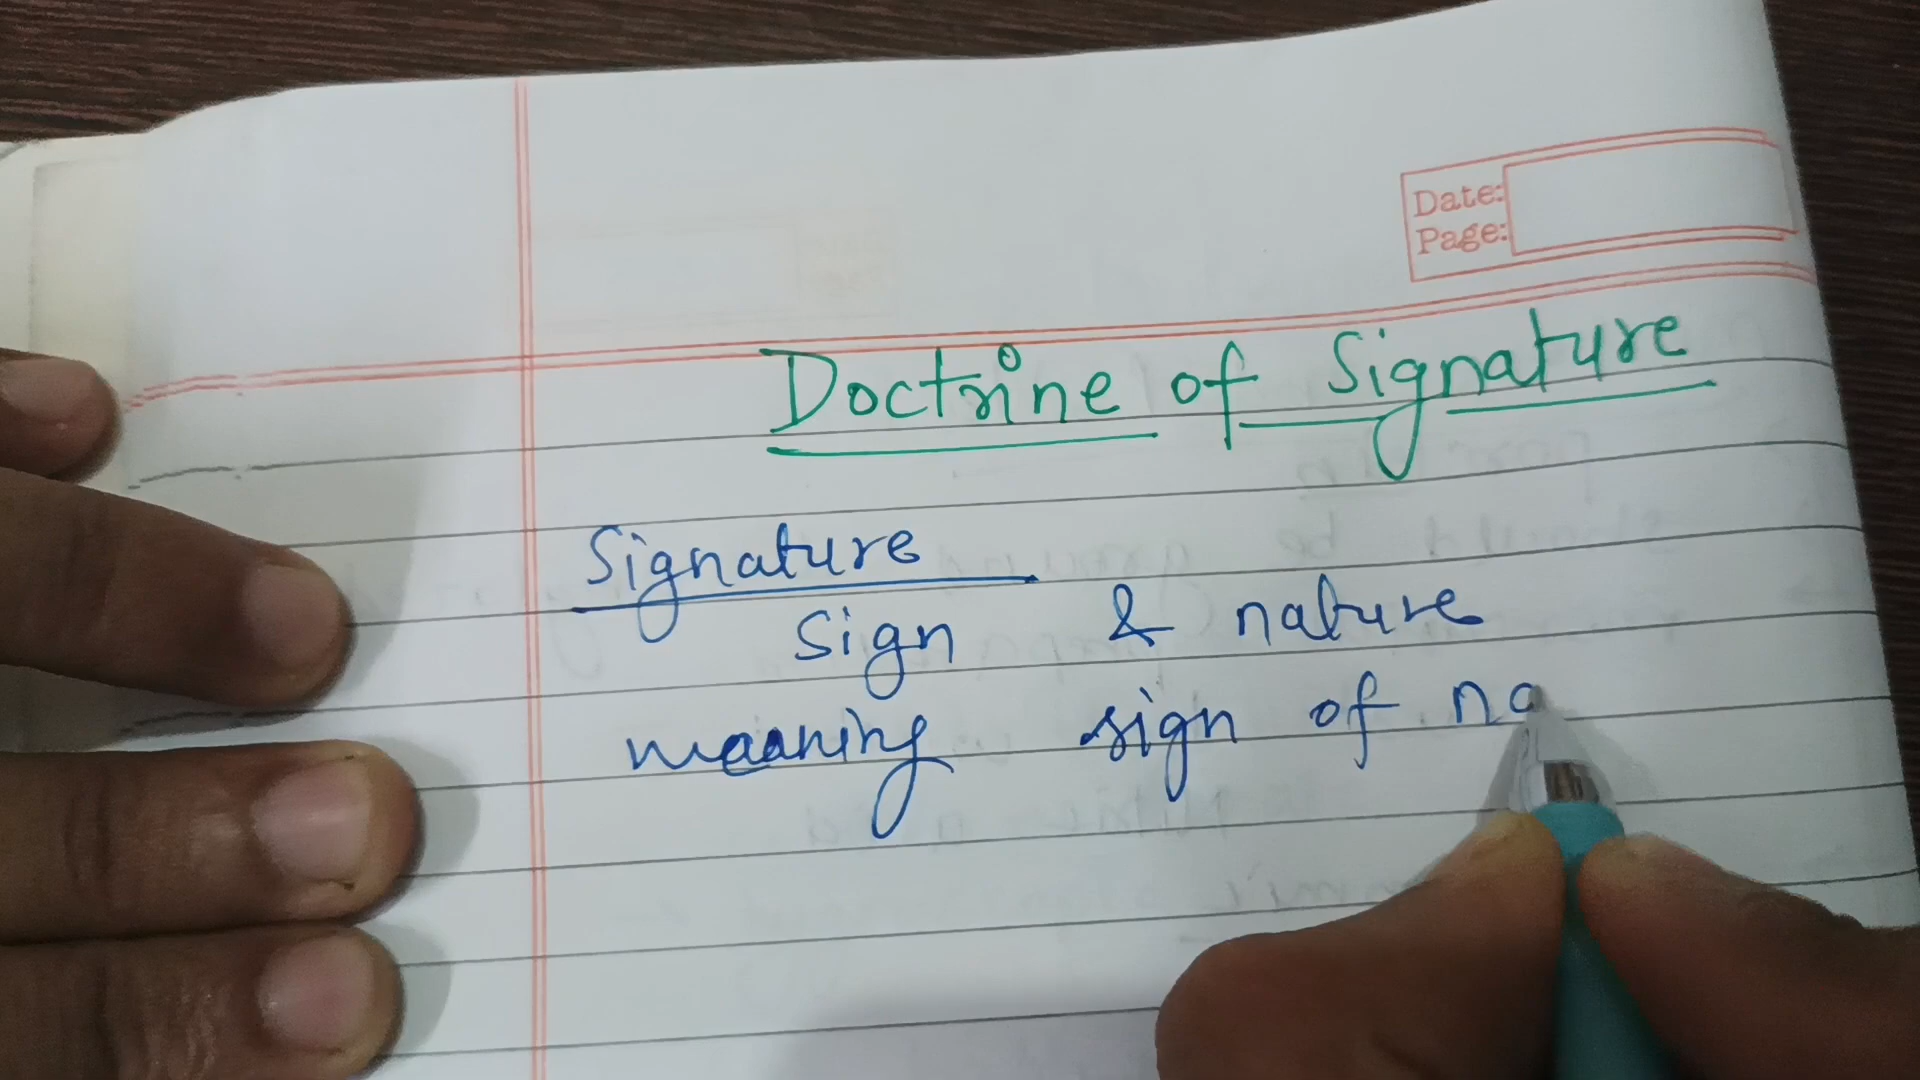 Date:
Page:
Doctrine of Signature
Signature
Sign & nature
meaning sign of na